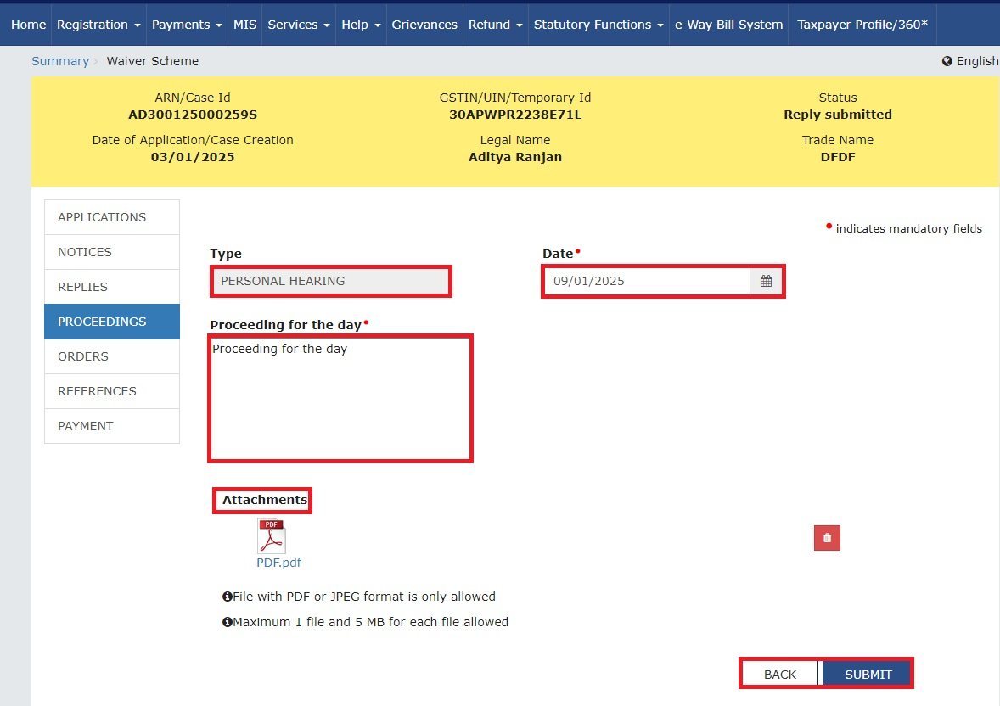 Home Registration Payments MIS Services Help Grievances Refund Statutory Functions e-Way Bill System Taxpayer Profile/360*
Summary Waiver Scheme English
ARN/Case Id GSTIN/UIN/Temporary Id Status
AD300125000259S 30APWPR2238E71L Reply submitted
Date of Application/Case Creation Legal Name Trade Name
03/01/2025 Aditya Ranjan DFDF
APPLICATIONS
NOTICES
REPLIES
PROCEEDINGS
ORDERS
REFERENCES
PAYMENT
• indicates mandatory fields
Type Date•
PERSONAL HEARING 09/01/2025
Proceeding for the day•
Proceeding for the day
Attachments
PDF
PDF.pdf
File with PDF or JPEG format is only allowed
Maximum 1 file and 5 MB for each file allowed
BACK SUBMIT